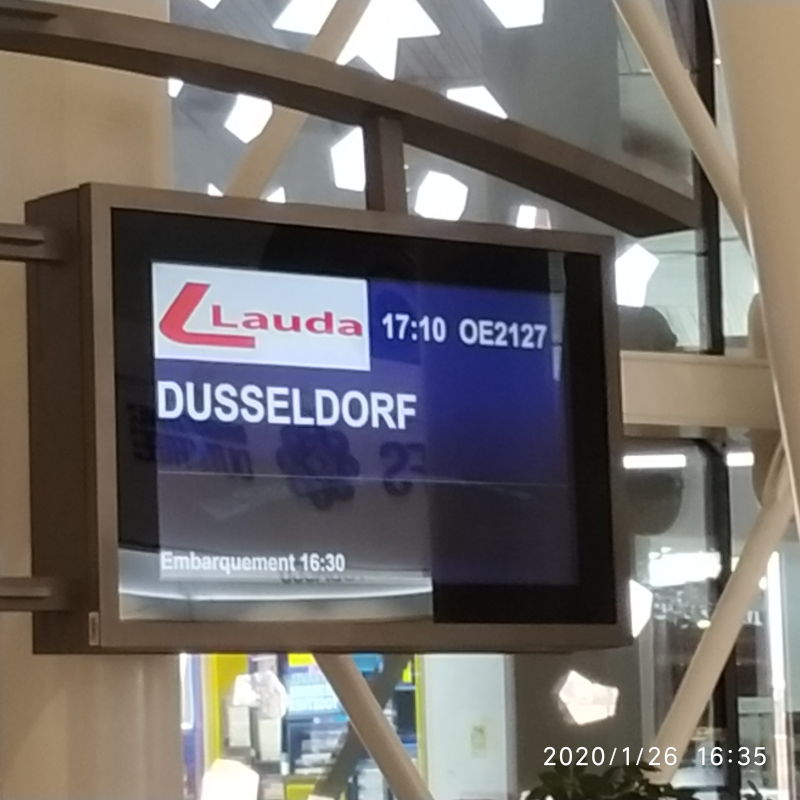 Lauda 17:10 OE2127
DUSSELDORF
Embarquement 16:30
2020/1/26 16:35